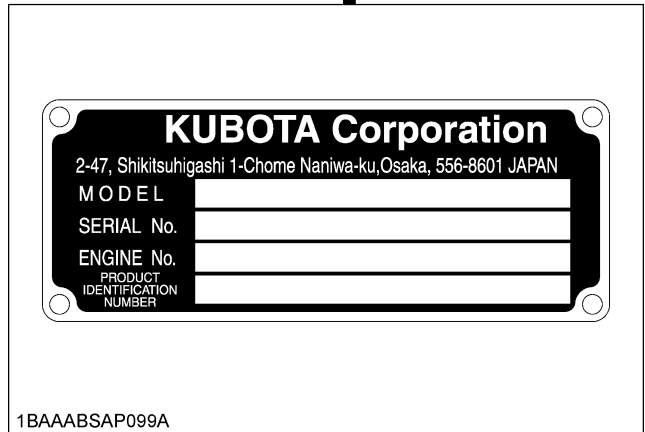 KUBOTA Corporation
2-47, Shikitsuhigashi 1-Chome Naniwa-ku,Osaka, 556-8601 JAPAN
MODEL
SERIAL No.
ENGINE No.
PRODUCT
IDENTIFICATION
NUMBER
1BAAABSAP099A